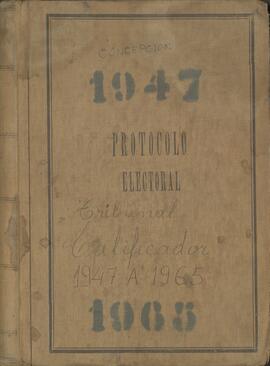 CONCEPCION
1947
PROTOCOLO
ELECTORAL
Tribunal
Calificador
1947 A 1965
1965